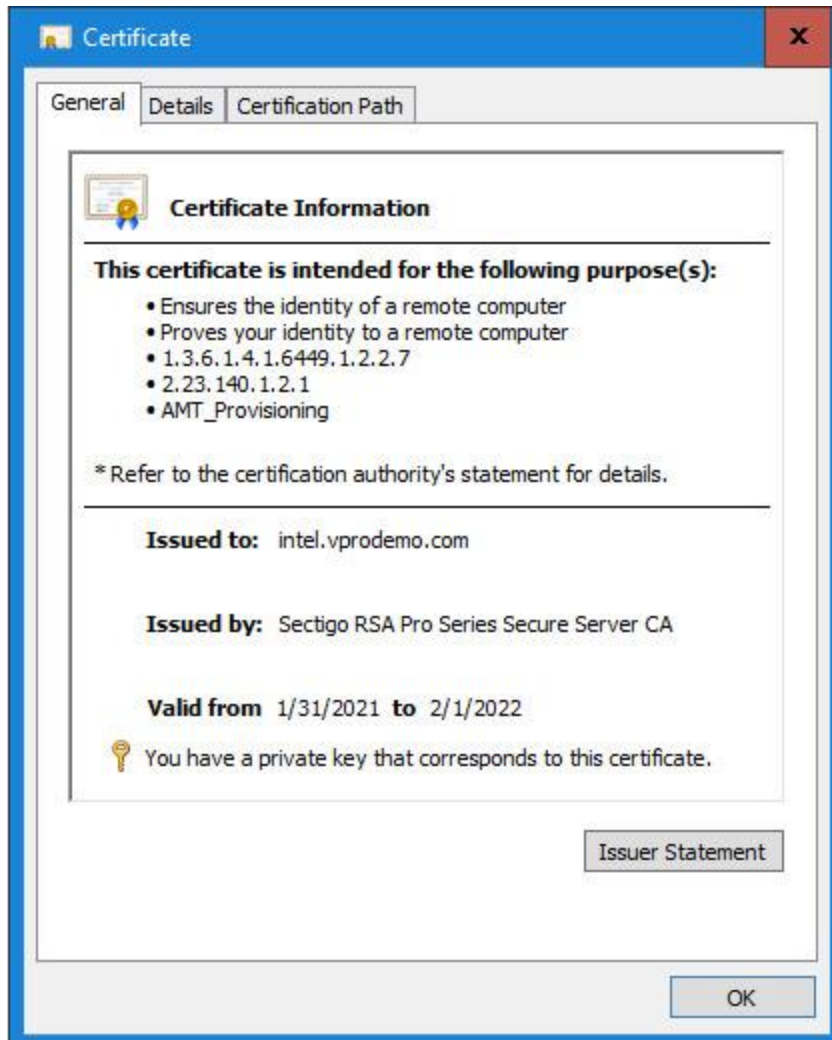 Certificate
x
General Details Certification Path
Certificate Information
This certificate is intended for the following purpose(s):
• Ensures the identity of a remote computer
• Proves your identity to a remote computer
• 1.3.6.1.4.1.6449.1.2.2.7
• 2.23.140.1.2.1
• AMT_Provisioning
* Refer to the certification authority's statement for details.
Issued to: intel.vprodemo.com
Issued by: Sectigo RSA Pro Series Secure Server CA
Valid from 1/31/2021 to 2/1/2022
You have a private key that corresponds to this certificate.
Issuer Statement
OK